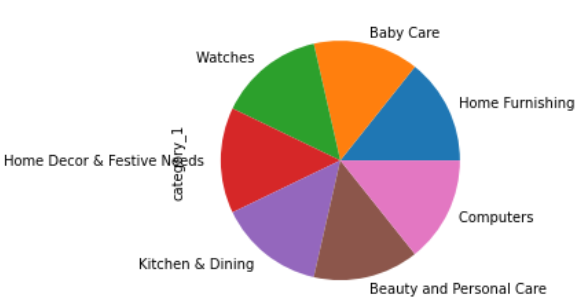 Baby Care
Watches
Home Furnishing
category_1
Home Decor & Festive Needs
Computers
Kitchen & Dining
Beauty and Personal Care